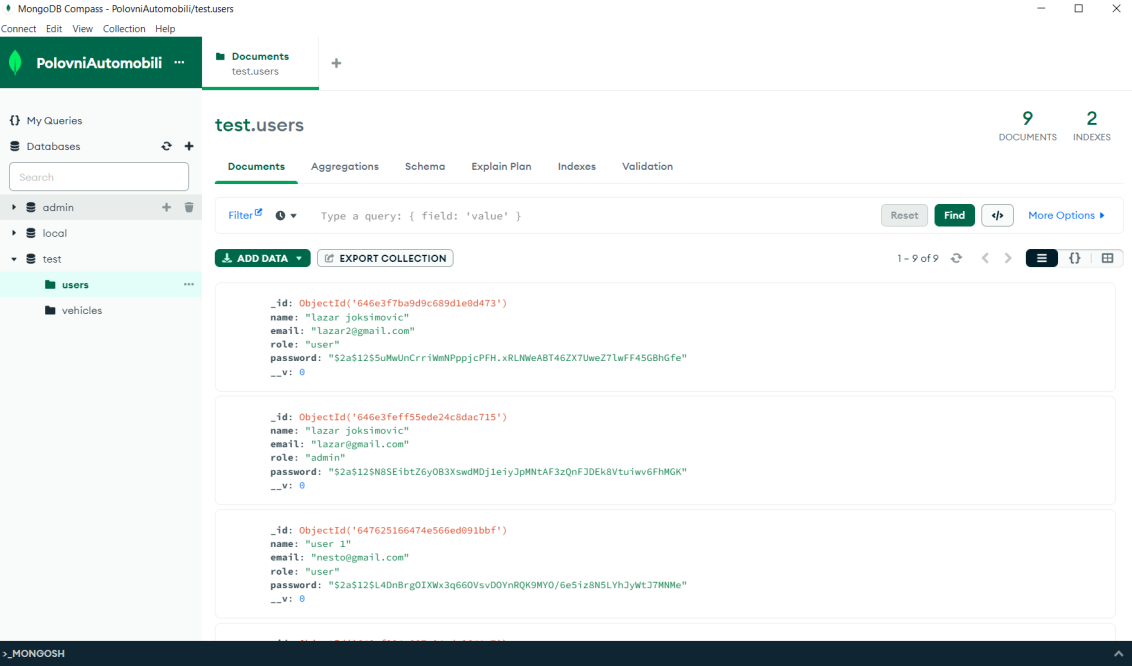 MongoDB Compass - PolovniAutomobili/test.users
Connect Edit View Collection Help
PolovniAutomobili ...
Documents
test.users
My Queries
Databases
Search
admin
local
test
users
vehicles
test.users
9
DOCUMENTS
2
INDEXES
Documents Aggregations Schema Explain Plan Indexes Validation
Filter
Type a query: { field: 'value' }
Reset Find </> More Options
ADD DATA EXPORT COLLECTION
1 – 9 of 9
{}
_id: ObjectId('646e3f7ba9d9c689d1e0d473')
name: "lazar joksimovic"
email: "lazar2@gmail.com"
role: "user"
password: "$2a$12$5uMwUnCrriWmNPppjcPFH.xRLNWeABT46ZX7UweZ7lwFF45GBhGfe"
__v: 0
_id: ObjectId('646e3feff55ede24c8dac715')
name: "lazar joksimovic"
email: "lazar@gmail.com"
role: "admin"
password: "$2a$12$N8SEibtZ6yOB3XswdMDj1eiyJpMNtAF3zQnFJDEk8Vtuiwv6FhMGK"
__v: 0
_id: ObjectId('647625166474e566ed091bbf')
name: "user 1"
email: "nesto@gmail.com"
role: "user"
password: "$2a$12$L4DnBrgOIXWx3q66OVsvDOYnRQK9MYO/6e5iz8N5LYhJyWtJ7MNMe"
__v: 0
>_MONGOSH